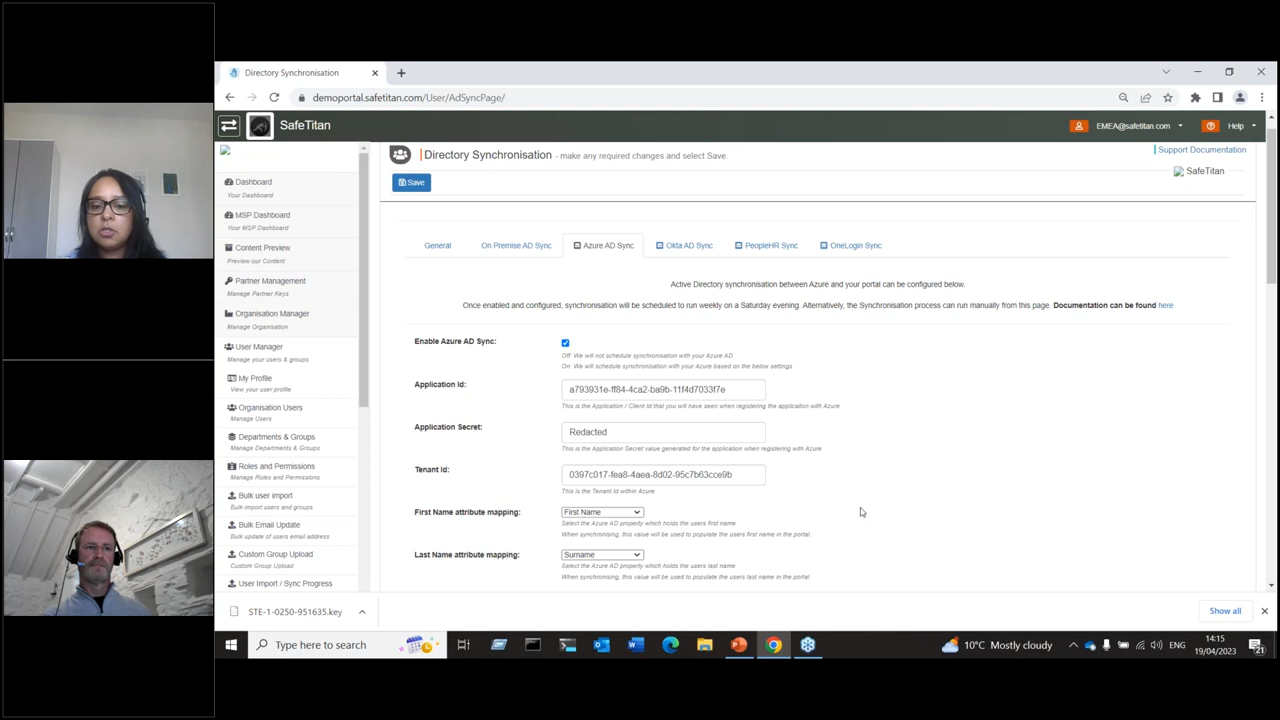 Directory Synchronisation
demoportal.safetitan.com/User/AdSyncPage/
SafeTitan
EMEA@safetitan.com
Help
Directory Synchronisation - make any required changes and select Save.
Support Documentation
SafeTitan
Save
Dashboard
Your Dashboard
MSP Dashboard
Your MSP Dashboard
Content Preview
Preview our Content
Partner Management
Manage Partner Keys
Organisation Manager
Manage Organisation
User Manager
Manage your users & groups
My Profile
View your user profile
Organisation Users
Manage Users
Departments & Groups
Manage Departments & Groups
Roles and Permissions
Manage Roles and Permissions
Bulk user import
Bulk import users and groups
Bulk Email Update
Bulk update of users email address
Custom Group Upload
Custom Group Upload
User Import / Sync Progress
General
On Premise AD Sync
Azure AD Sync
Okta AD Sync
PeopleHR Sync
OneLogin Sync
Active Directory synchronisation between Azure and your portal can be configured below.
Once enabled and configured, synchronisation will be scheduled to run weekly on a Saturday evening. Alternatively, the Synchronisation process can run manually from this page. Documentation can be found here
Enable Azure AD Sync:
Off: We will not schedule synchronisation with your Azure AD
On: We will schedule synchronisation with your Azure based on the below settings
Application Id:
a793931e-ff84-4ca2-ba9b-11f4d7033f7e
This is the Application / Client Id that you will have seen when registering the applicaiton with Azure
Application Secret:
Redacted
This is the Application Secret value generated for the application when registering with Azure
Tenant Id:
0397c017-fea8-4aea-8d02-95c7b63cce9b
This is the Tenant Id within Azure
First Name attribute mapping:
First Name
Select the Azure AD property which holds the users first name
When synchronising, this value will be used to populate the users first name in the portal.
Last Name attribute mapping:
Surname
Select the Azure AD property which holds the users last name
When synchronising, this value will be used to populate the users last name in the portal.
STE-1-0250-951635.key
Show all
Type here to search
10°C Mostly cloudy
ENG
14:15
19/04/2023
21